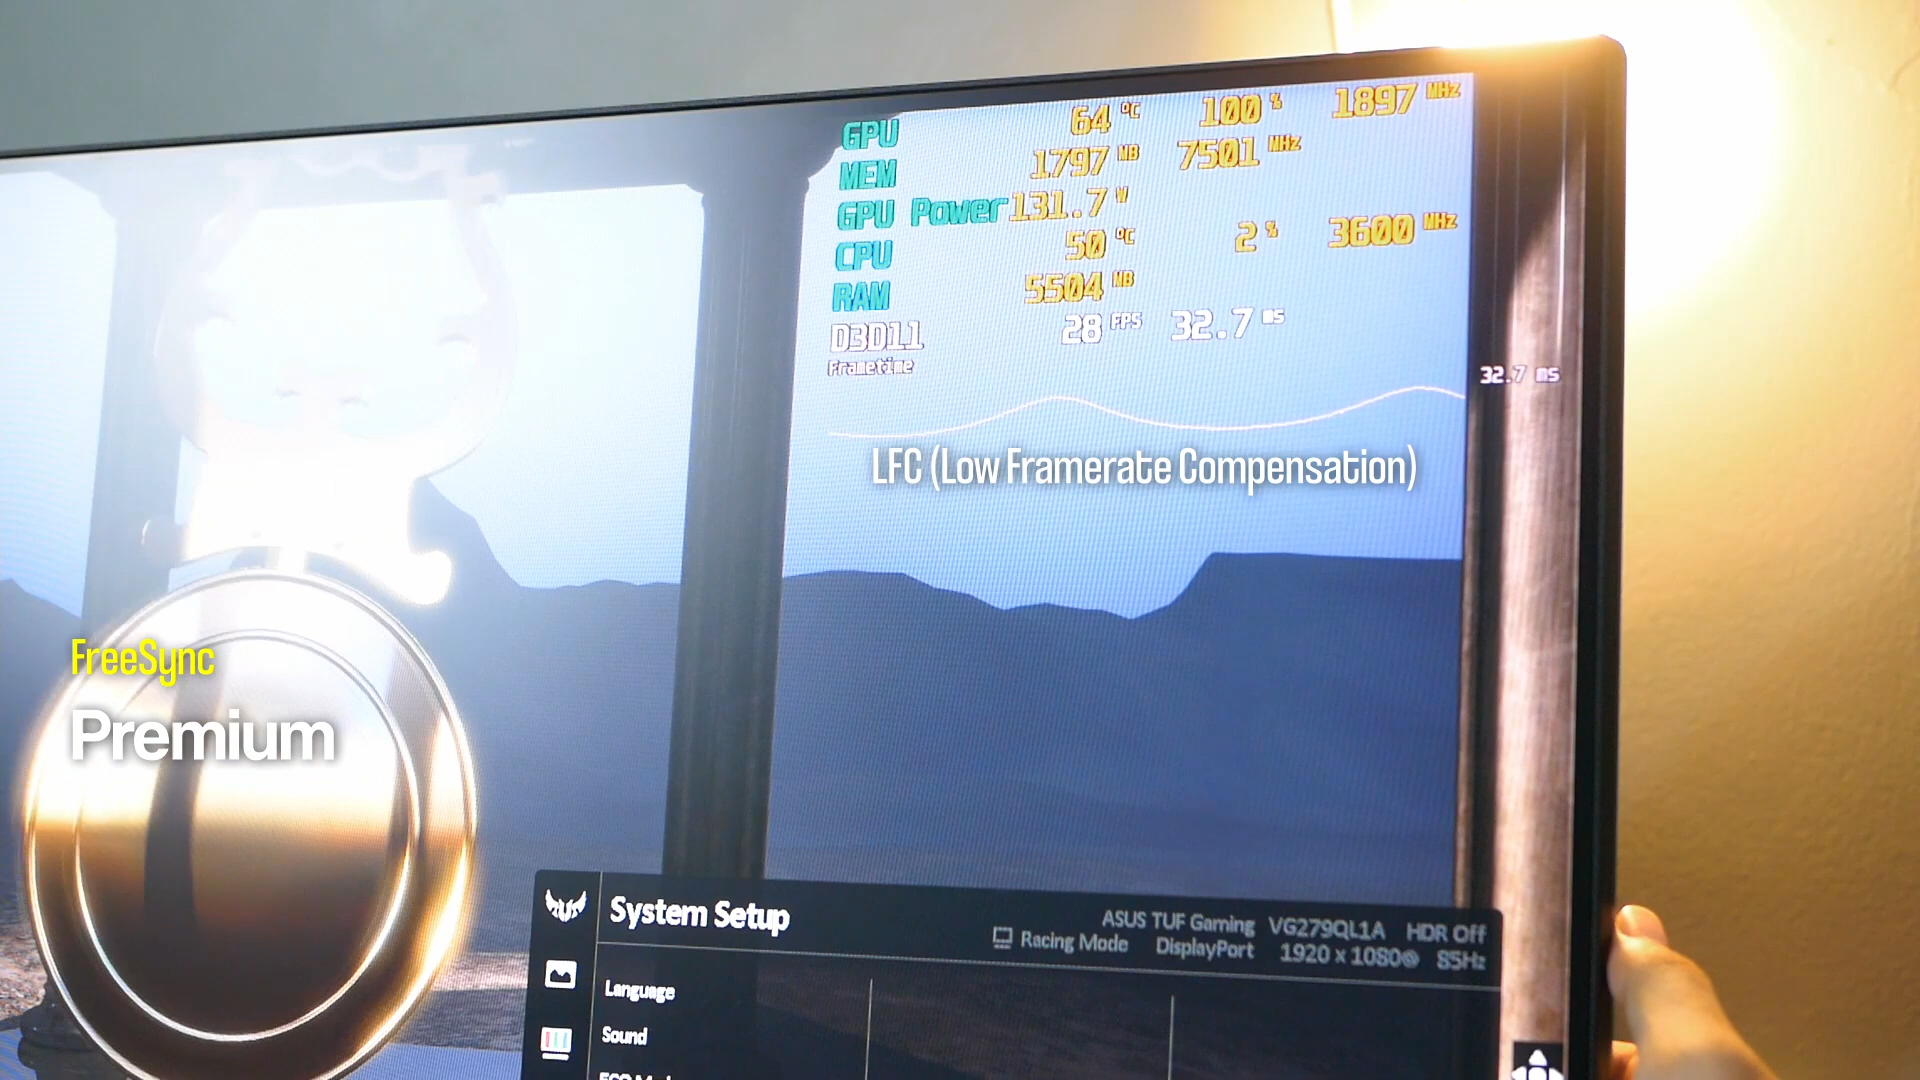 GPU 64 °C 100 % 1897 MHz
MEM 1797 MB 7501 MHz
GPU Power 131.7 W
CPU 50 °C 2 % 3600 MHz
RAM 5504 MB
D3D11 28 FPS 32.7 ms
Frametime
32.7 ms
LFC (Low Framerate Compensation)
FreeSync
Premium
System Setup
ASUS TUF Gaming VG279QL1A HDR Off
Racing Mode DisplayPort 1920 x 1080@ 85Hz
Language
Sound